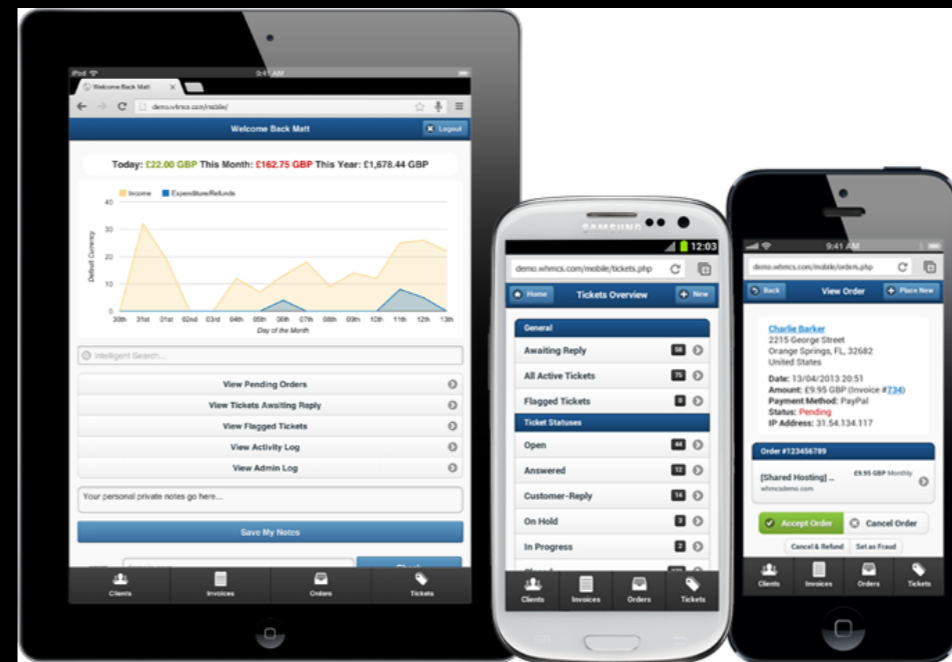 iPod
9:41 AM
Welcome Back Matt
demo.whmcs.com/mobile/
Welcome Back Matt
Logout
Today: £22.00 GBP This Month: £162.75 GBP This Year: £1,678.44 GBP
Income
Expenditure/Refunds
40
30
20
10
0
Default Currency
30th 31st 01st 02nd 03rd 04th 05th 06th 07th 08th 09th 10th 11th 12th 13th
Day of the Month
Intelligent Search...
View Pending Orders
View Tickets Awaiting Reply
View Flagged Tickets
View Activity Log
View Admin Log
Your personal private notes go here...
Save My Notes
Clients Invoices Orders Tickets
SAMSUNG
12:03
demo.whmcs.com/mobile/tickets.php
Home Tickets Overview New
General
Awaiting Reply 58
All Active Tickets 75
Flagged Tickets
Ticket Statuses
Open 44
Answered 12
Customer-Reply 14
On Hold 3
In Progress 2
Clients Invoices Orders Tickets
9:41 AM
demo.whmcs.com/mobile/orders.php
Back View Order Place New
Charlie Barker
2215 George Street
Orange Springs, FL, 32682
United States
Date: 13/04/2013 20:51
Amount: £9.95 GBP (Invoice #734)
Payment Method: PayPal
Status: Pending
IP Address: 31.54.134.117
Order #123456789
[Shared Hosting] ... £9.95 GBP Monthly
whmcsdemo.com
Accept Order Cancel Order
Cancel & Refund Set as Fraud
Clients Invoices Orders Tickets